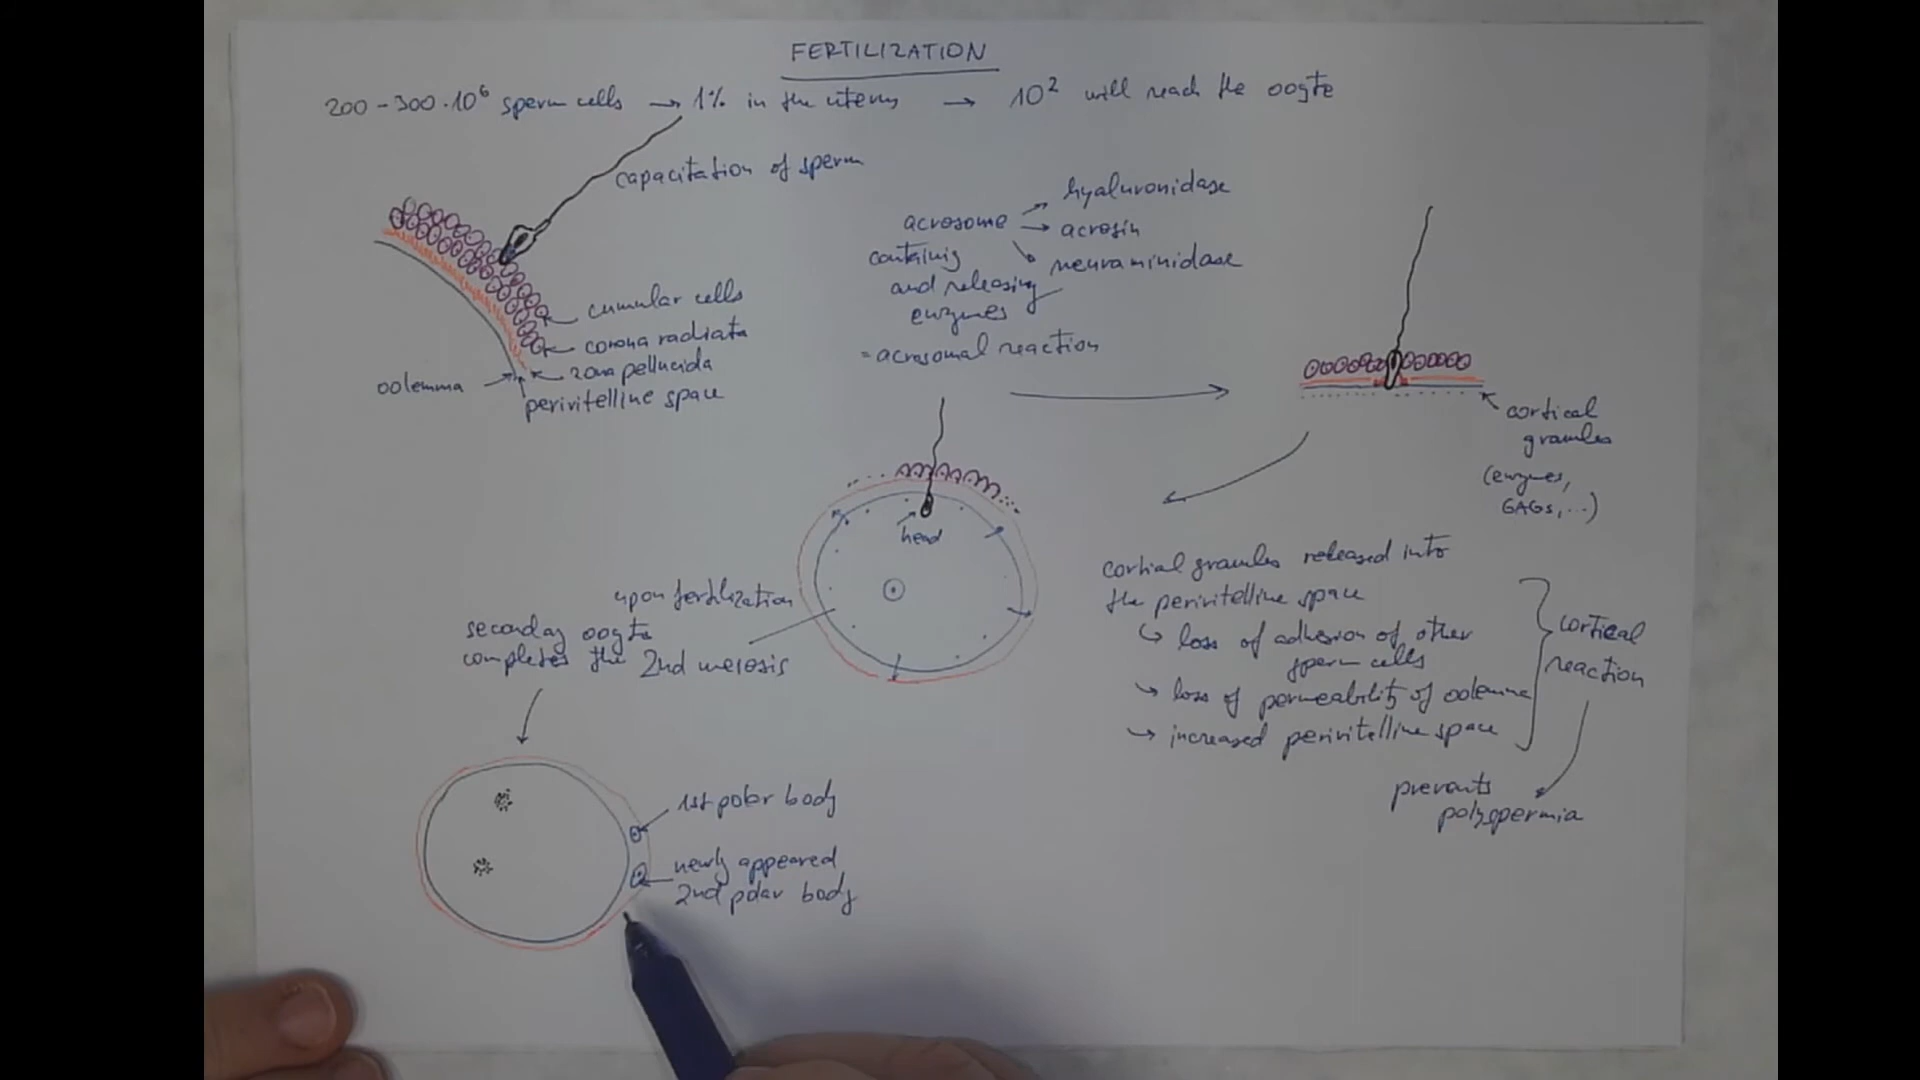 FERTILIZATION
200-300·10⁶ sperm cells → 1% in the uterus → 10² will reach the oogte
capacitation of sperm
cumular cells
corona radiata
zona pellucida
oolemma
perivitelline space
acrosome → hyaluronidase
→ acrosin
→ neuraminidase
containing
and releasing
enzymes
= acrosomal reaction
cortical
granules
(enzymes,
GAGs, ...)
head
cortial granules released into
the perivitelline space
↳ loss of adhesion of other
sperm cells
↳ loss of permeability of oolemma
↳ increased perivitelline space
cortical
reaction
prevents
polyspermia
upon fertilization
seconday oogte
completes the 2nd meiosis
1st polar body
newly appeared
2nd polar body